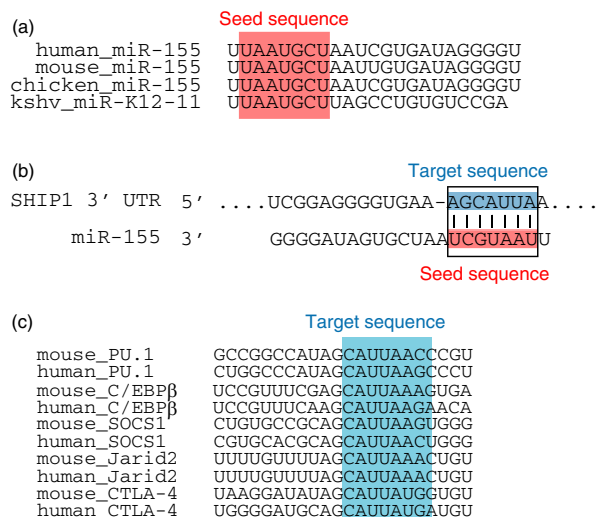 (a)
Seed sequence
human_miR-155 UUAAUGCUAAUCGUGAUAGGGGU
mouse_miR-155 UUAAUGCUAAUUGUGAUAGGGGU
chicken_miR-155 UUAAUGCUAAUCGUGAUAGGGGU
kshv_miR-K12-11 UUAAUGCUUAGCCUGUGUCCGA
(b)
Target sequence
SHIP1 3′ UTR 5′ ....UCGGAGGGGUGAA-AGCAUUAA....
miR-155 3′ GGGGAUAGUGCUAAUCGUAAUU
Seed sequence
(c)
Target sequence
mouse_PU.1 GCCGGCCAUAGCAUUAACCCGU
human_PU.1 CUGGCCAUAGCAUUAAGCCCU
mouse_C/EBPβ UCCGUUUCGAGCAUUAAAGUGA
human_C/EBPβ UCCGUUUCAAGCAUUAAGAACA
mouse_SOCS1 CUGUGCCGCAGCAUUAAGUGGG
human_SOCS1 CGUGCACGCAGCAUUAACUGGG
mouse_Jarid2 UUUUGUUUUAGCAUUAAACUGU
human_Jarid2 UUUUGUUUUAGCAUUAAACUGU
mouse_CTLA-4 UAAGGAUAUAGCAUUAUGGUGU
human_CTLA-4 UGGGGAUGCAGCAUUAUGAUGU